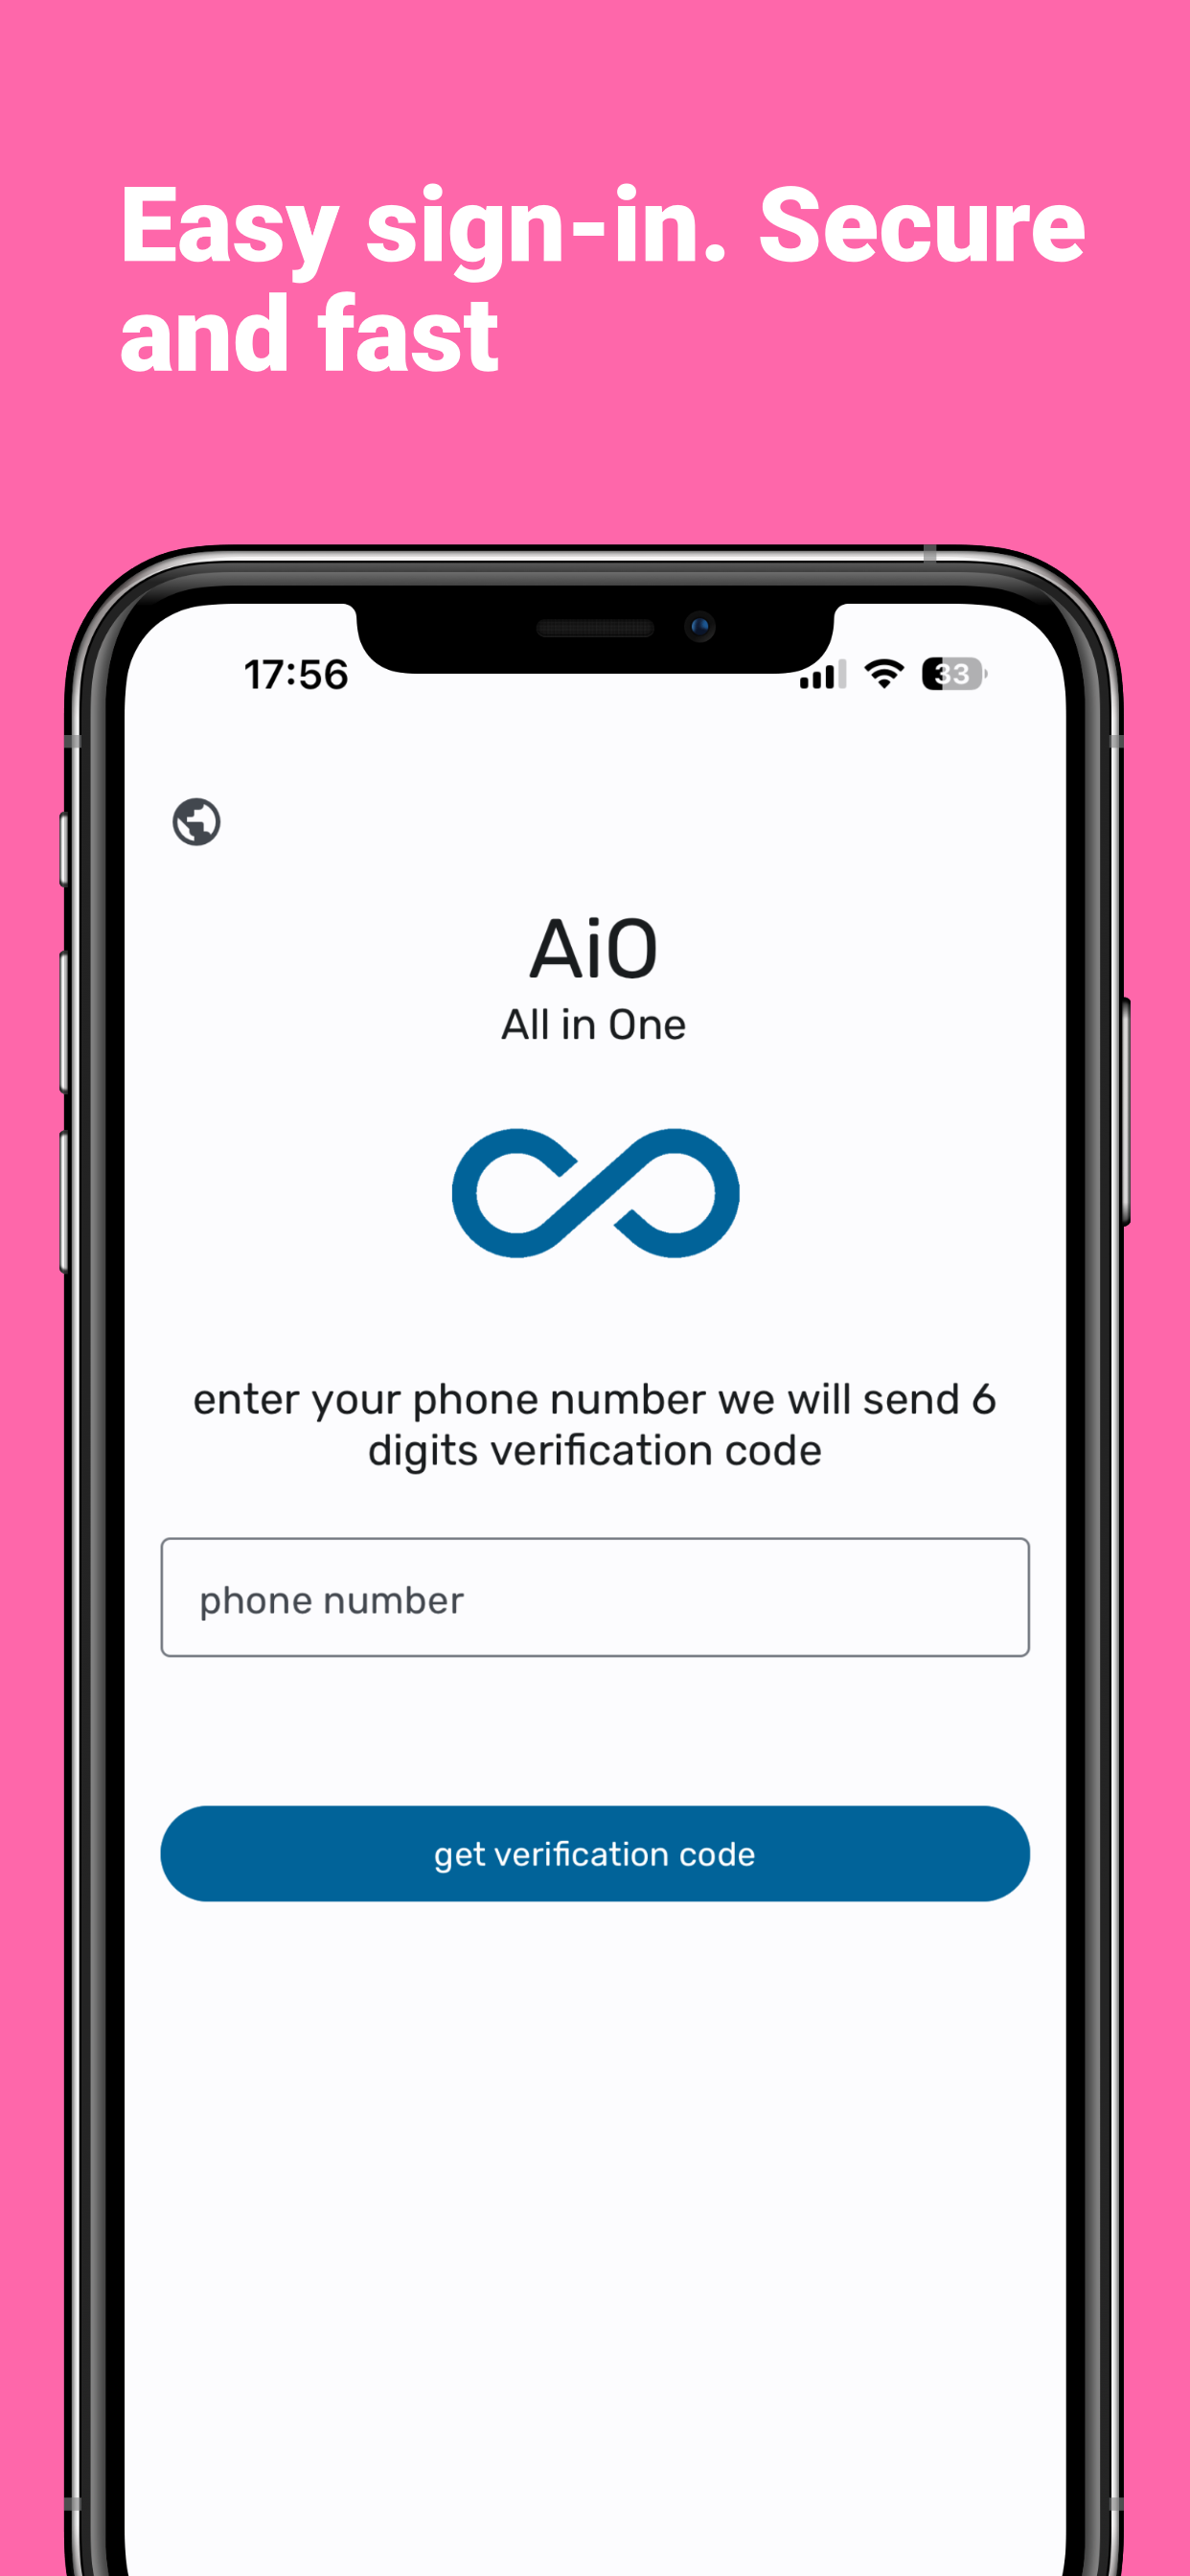 Easy sign-in. Secure
and fast
17:56
33
AiO
All in One
enter your phone number we will send 6
digits verification code
phone number
get verification code